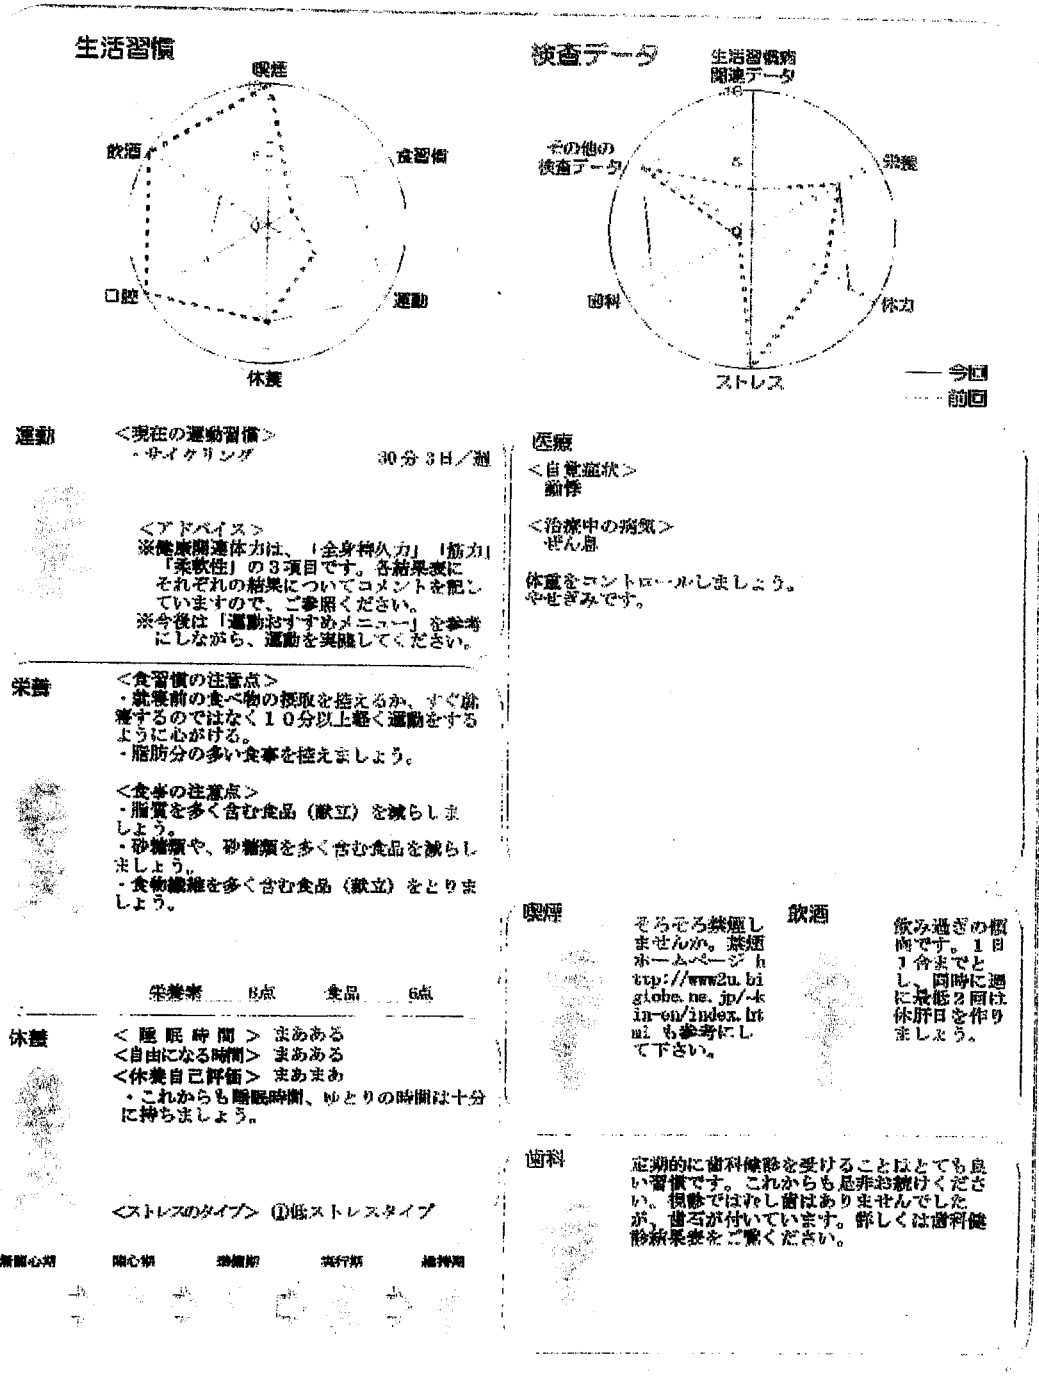 生活習慣
喫煙
10
飲酒
食習慣
5
0
口腔
運動
休養
検査データ
生活習慣病
関連データ
10
その他の
検査データ
栄養
5
0
歯科
体力
ストレス
今回
前回
運動
＜現在の運動習慣＞
・サイクリング 30分 3日／週
＜アドバイス＞
※健康関連体力は、「全身持久力」「筋力」
「柔軟性」の３項目です。各結果表に
それぞれの結果についてコメントを記し
ていますので、ご参照ください。
※今後は「運動おすすめメニュー」を参考
にしながら、運動を実践してください。
栄養
＜食習慣の注意点＞
・就寝前の食べ物の摂取を控えるか、すぐ就
寝するのではなく１０分以上軽く運動をする
ように心がける。
・脂肪分の多い食事を控えましょう。
＜食事の注意点＞
・脂質を多く含む食品（献立）を減らしま
しょう。
・砂糖類や、砂糖類を多く含む食品を減らし
ましょう。
・食物繊維を多く含む食品（献立）をとりま
しょう。
栄養素 8点 食品 6点
休養
＜睡眠時間＞ まあある
＜自由になる時間＞ まあある
＜休養自己評価＞ まあまあ
・これからも睡眠時間、ゆとりの時間は十分
に持ちましょう。
＜ストレスのタイプ＞ ①低ストレスタイプ
無関心期 関心期 準備期 実行期 維持期
医療
＜自覚症状＞
動悸
＜治療中の病気＞
ぜん息
体重をコントロールしましょう。
やせぎみです。
喫煙
そろそろ禁煙し
ませんか。禁煙
ホームページ h
ttp://www2u.bi
globe.ne.jp/~k
in-en/index.ht
ml も参考にし
て下さい。
飲酒
飲み過ぎの傾
向です。１日
１合までと
し、同時に週
に最低２回は
休肝日を作り
ましょう。
歯科
定期的に歯科健診を受けることはとても良
い習慣です。これからも是非お続けくださ
い。視診ではむし歯はありませんでした
が、歯石が付いています。詳しくは歯科健
診結果表をご覧ください。